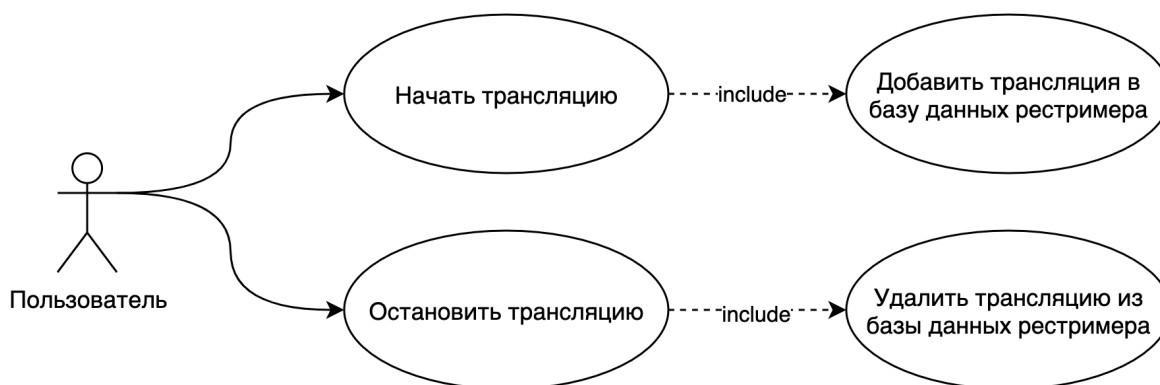 Начать трансляцию
include
Добавить трансляция в
базу данных рестримера
Пользователь
Остановить трансляцию
include
Удалить трансляцию из
базы данных рестримера